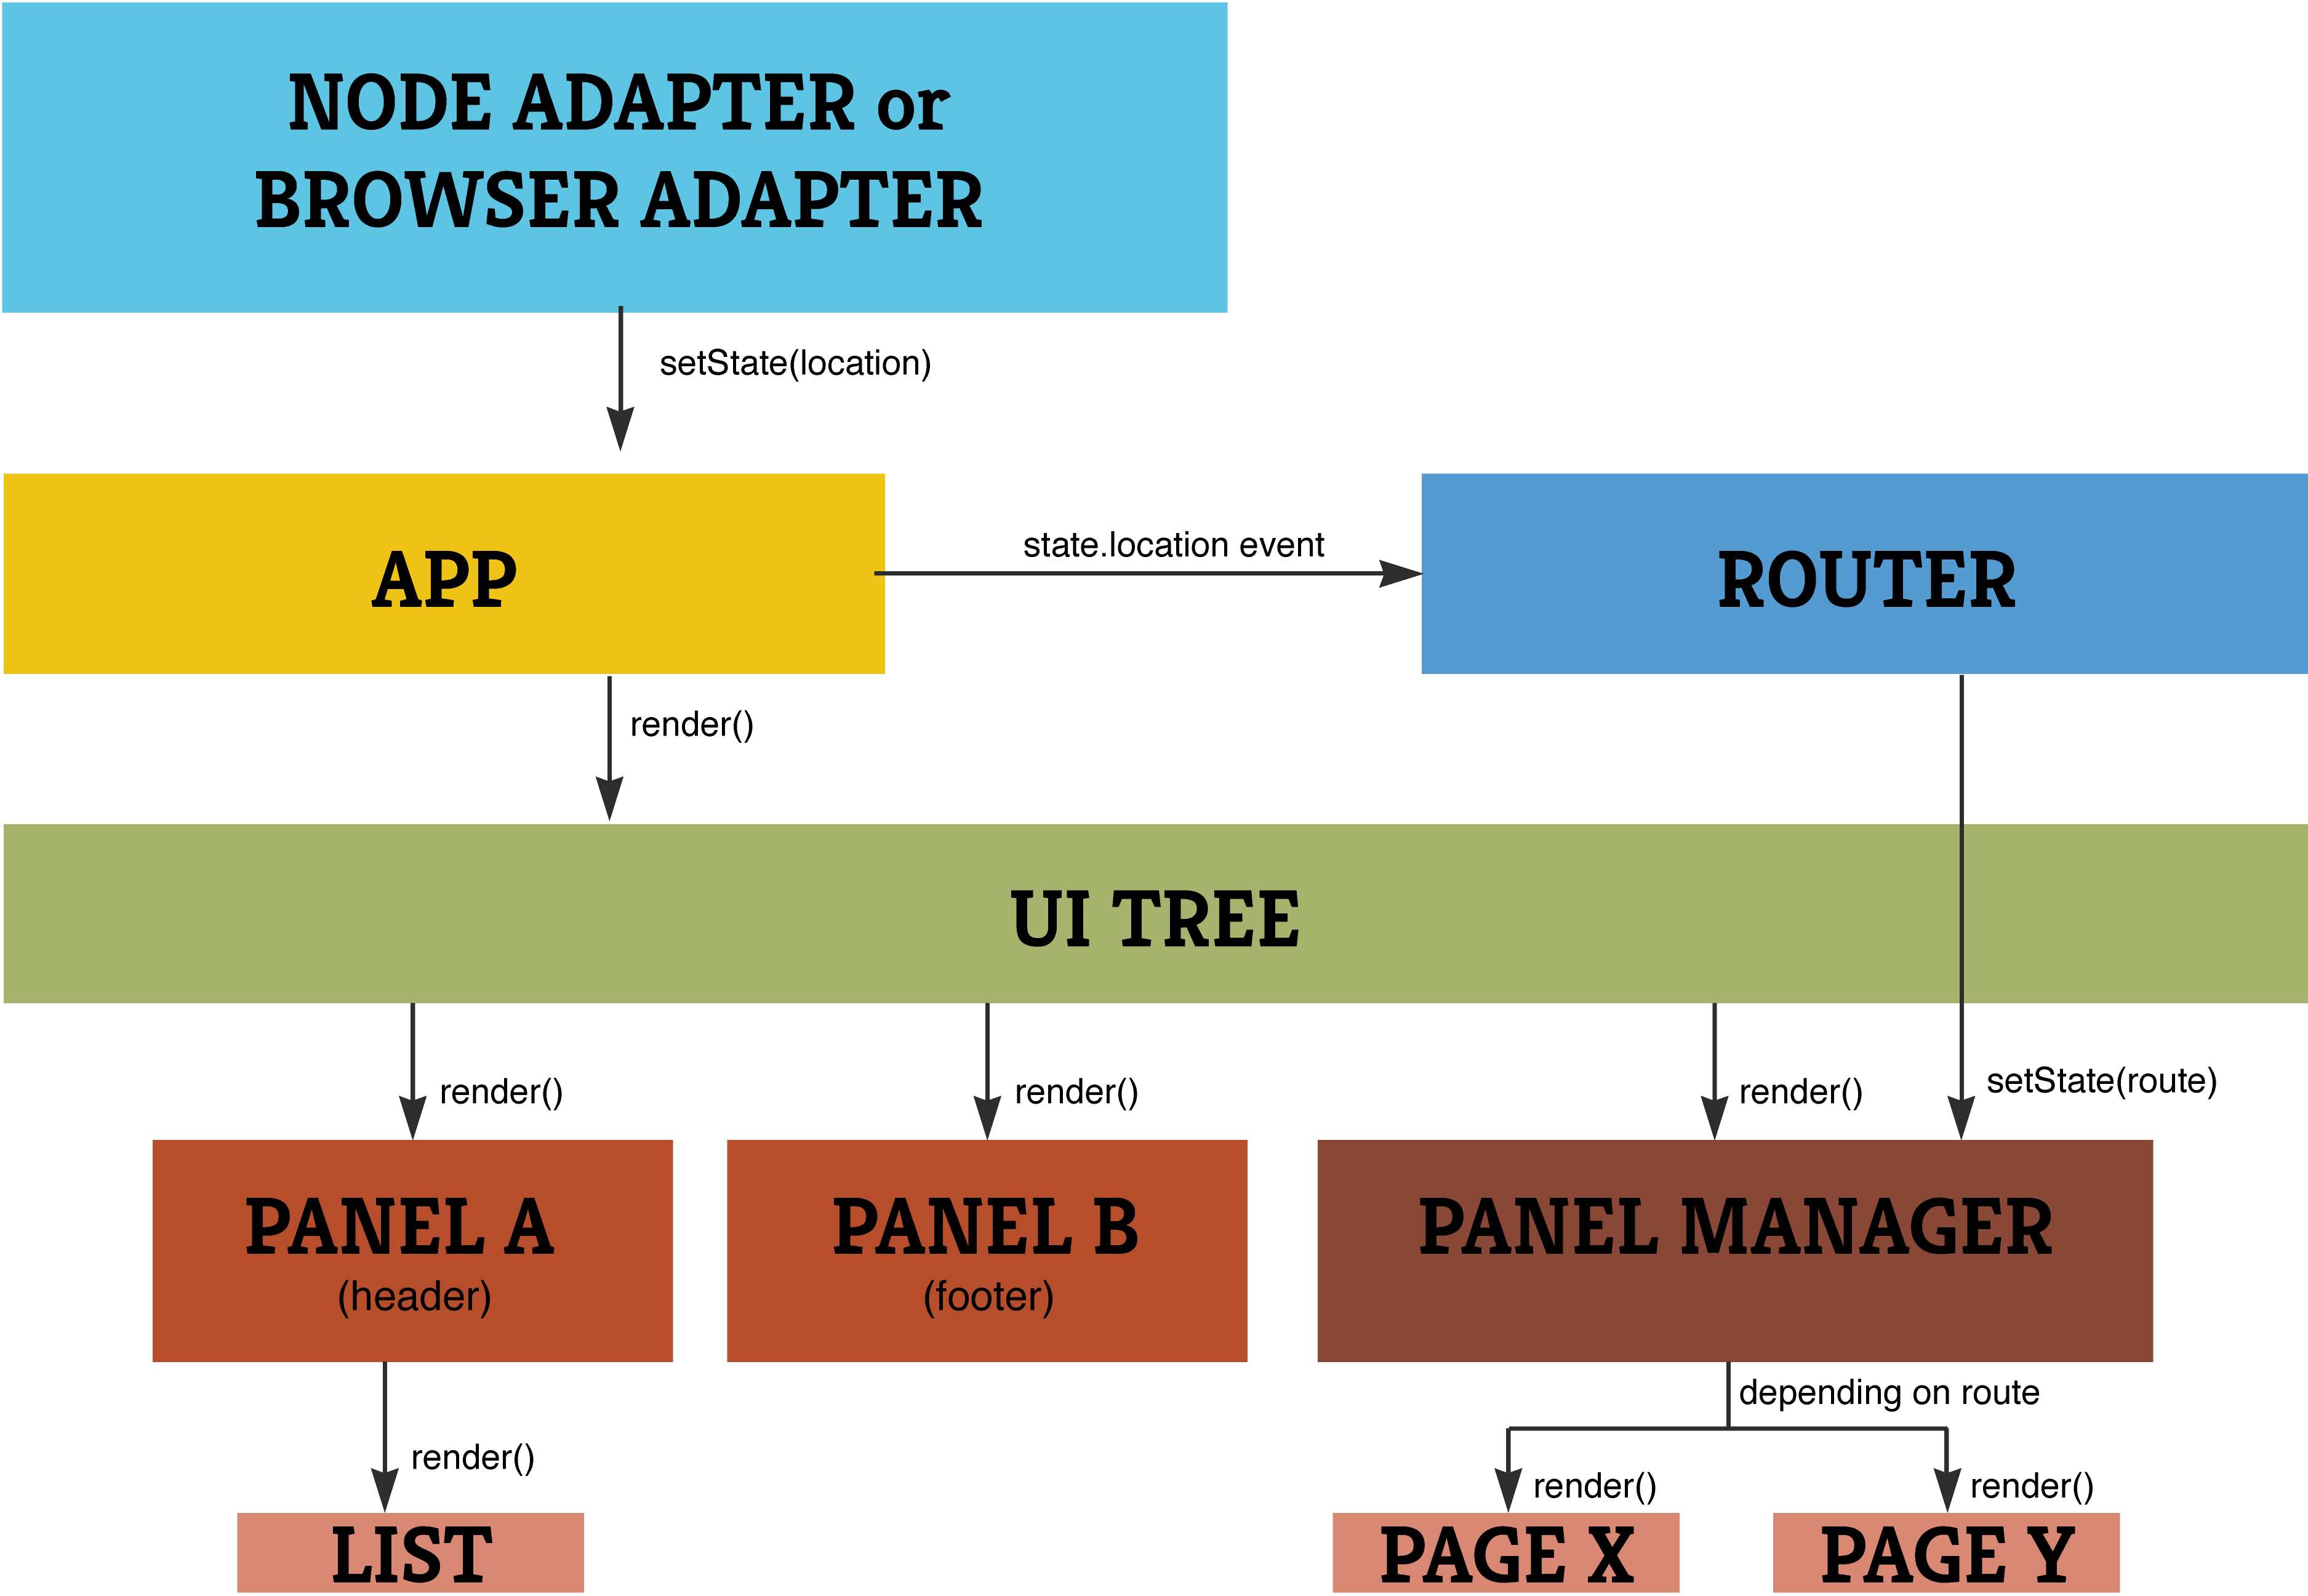 NODE ADAPTER or
BROWSER ADAPTER
setState(location)
APP
state.location event
ROUTER
render()
UI TREE
render()
render()
render()
setState(route)
PANEL A
(header)
PANEL B
(footer)
PANEL MANAGER
depending on route
render()
render()
render()
LIST
PAGE X
PAGE Y